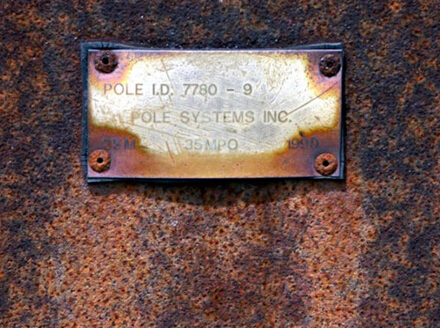 POLE I.D. 7780 - 9
POLE SYSTEMS INC.
35MPO